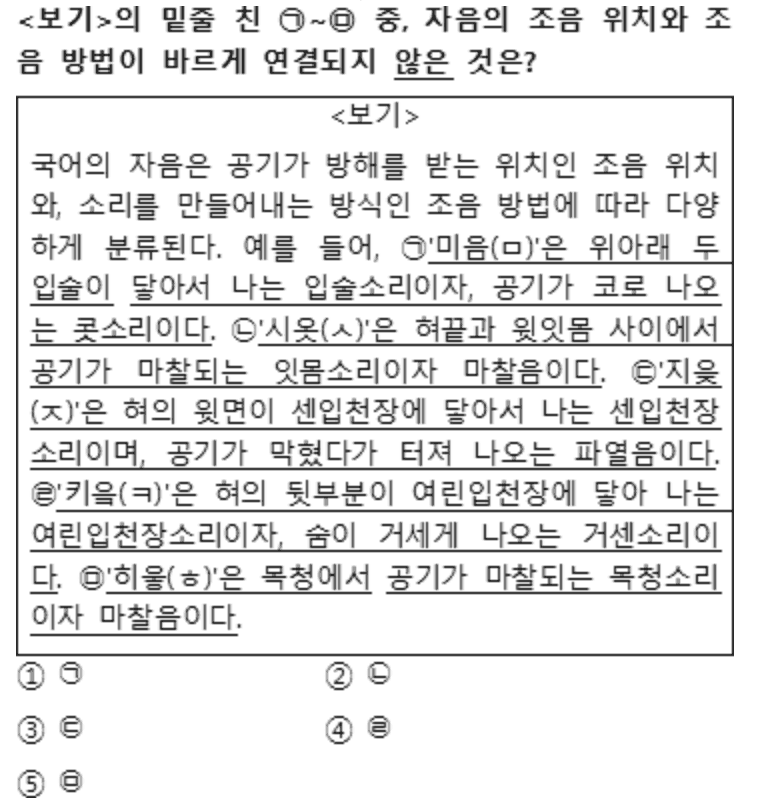 <보기>의 밑줄 친 ㉠~㉤ 중, 자음의 조음 위치와 조
음 방법이 바르게 연결되지 않은 것은?
<보기>
국어의 자음은 공기가 방해를 받는 위치인 조음 위치
와, 소리를 만들어내는 방식인 조음 방법에 따라 다양
하게 분류된다. 예를 들어, ㉠'미음(ㅁ)'은 위아래 두
입술이 닿아서 나는 입술소리이자, 공기가 코로 나오
는 콧소리이다. ㉡'시옷(ㅅ)'은 혀끝과 윗잇몸 사이에서
공기가 마찰되는 잇몸소리이자 마찰음이다. ㉢'지읒
(ㅈ)'은 혀의 윗면이 센입천장에 닿아서 나는 센입천장
소리이며, 공기가 막혔다가 터져 나오는 파열음이다.
㉣'키읔(ㅋ)'은 혀의 뒷부분이 여린입천장에 닿아 나는
여린입천장소리이자, 숨이 거세게 나오는 거센소리이
다. ㉤'히읗(ㅎ)'은 목청에서 공기가 마찰되는 목청소리
이자 마찰음이다.
① ㉠ ② ㉡
③ ㉢ ④ ㉣
⑤ ㉤